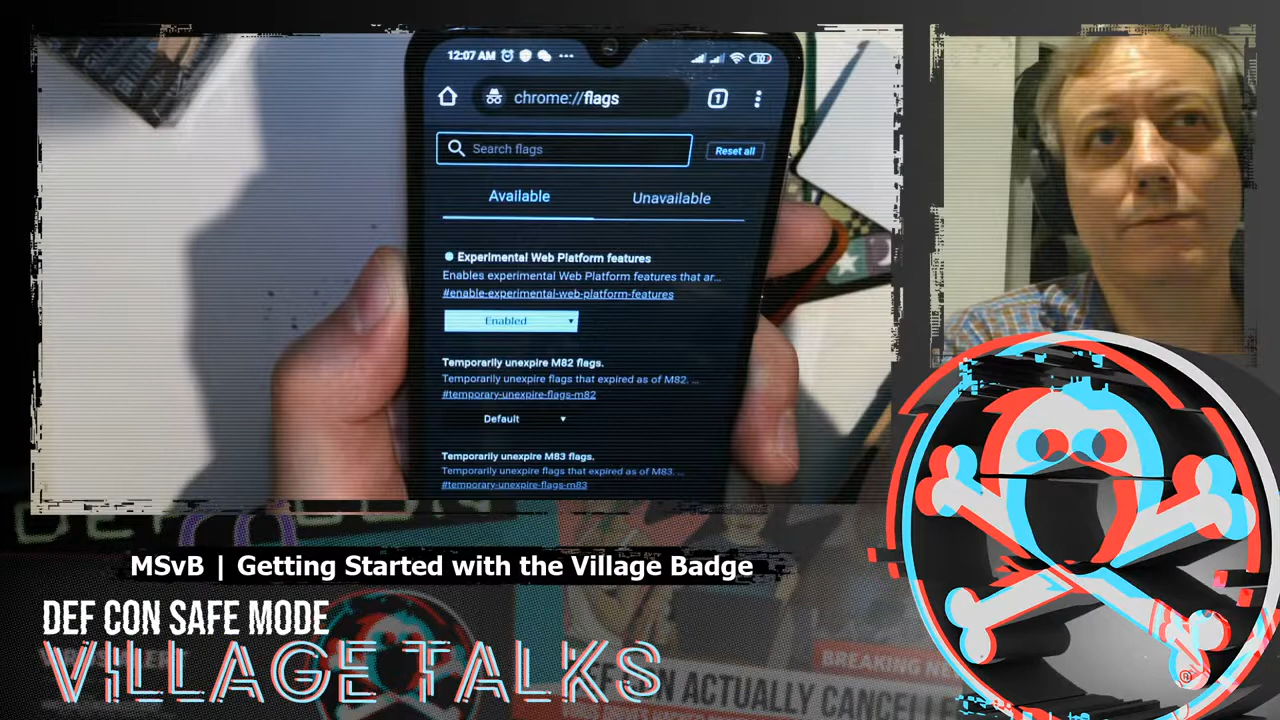 12:07 AM
10
chrome://flags
1
Search flags
Reset all
Available
Unavailable
Experimental Web Platform features
Enables experimental Web Platform features that ar...
#enable-experimental-web-platform-features
Enabled
Temporarily unexpire M82 flags.
Temporarily unexpire flags that expired as of M82. ...
#temporary-unexpire-flags-m82
Default
Temporarily unexpire M83 flags.
Temporarily unexpire flags that expired as of M83. ...
#temporary-unexpire-flags-m83
MSvB | Getting Started with the Village Badge
DEF CON SAFE MODE
VILLAGE TALKS
BREAKING NE
ACTUALLY CANCELLE
®